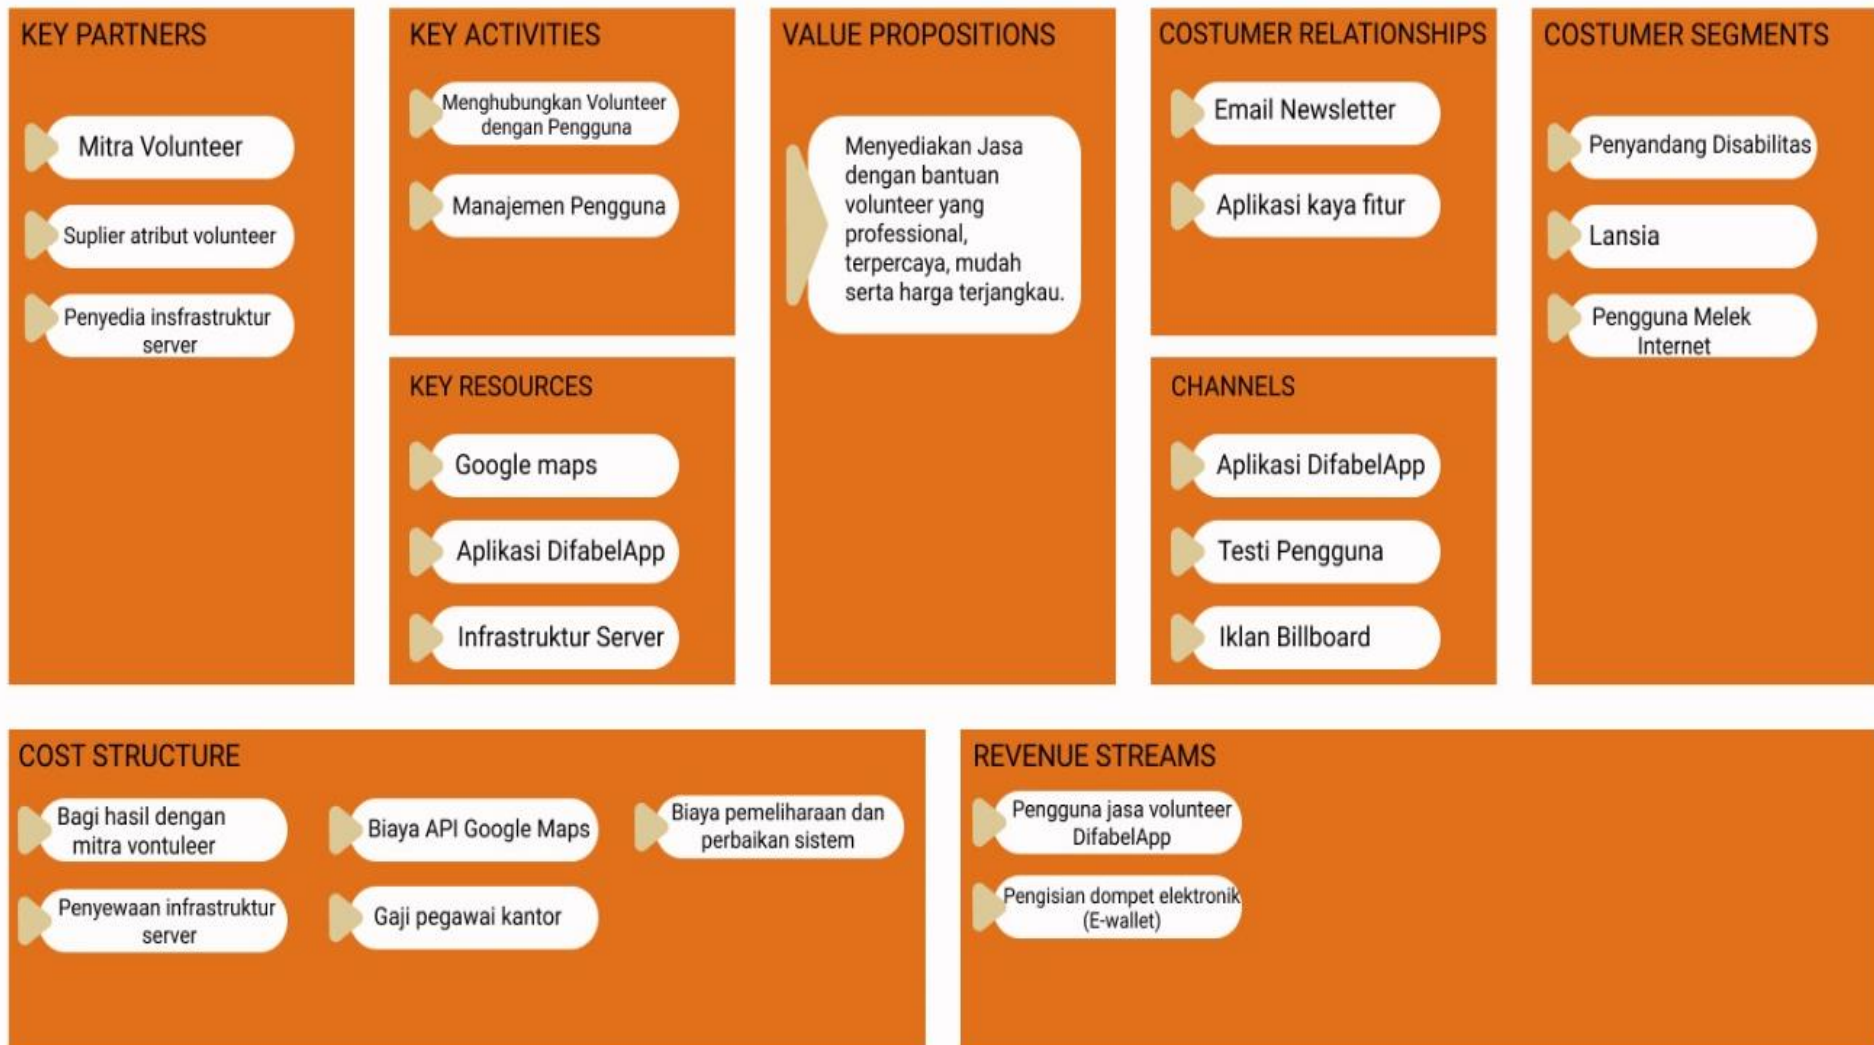 KEY PARTNERS
Mitra Volunteer
Suplier atribut volunteer
Penyedia insfrastruktur
server
KEY ACTIVITIES
Menghubungkan Volunteer
dengan Pengguna
Manajemen Pengguna
KEY RESOURCES
Google maps
Aplikasi DifabelApp
Infrastruktur Server
VALUE PROPOSITIONS
Menyediakan Jasa
dengan bantuan
volunteer yang
professional,
terpercaya, mudah
serta harga terjangkau.
COSTUMER RELATIONSHIPS
Email Newsletter
Aplikasi kaya fitur
CHANNELS
Aplikasi DifabelApp
Testi Pengguna
Iklan Billboard
COSTUMER SEGMENTS
Penyandang Disabilitas
Lansia
Pengguna Melek
Internet
COST STRUCTURE
Bagi hasil dengan
mitra vontuleer
Penyewaan infrastruktur
server
Biaya API Google Maps
Gaji pegawai kantor
Biaya pemeliharaan dan
perbaikan sistem
REVENUE STREAMS
Pengguna jasa volunteer
DifabelApp
Pengisian dompet elektronik
(E-wallet)